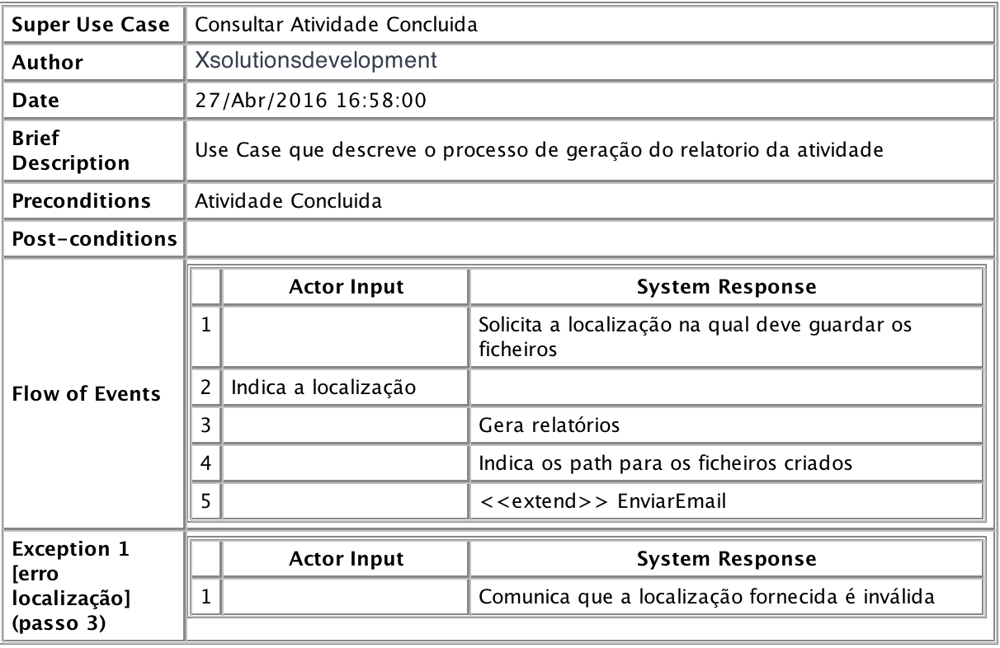 Super Use Case Consultar Atividade Concluida
Author Xsolutionsdevelopment
Date 27/Abr/2016 16:58:00
Brief
Description
Use Case que descreve o processo de geração do relatorio da atividade
Preconditions Atividade Concluida
Post-conditions
Flow of Events
Actor Input System Response
1 Solicita a localização na qual deve guardar os
ficheiros
2 Indica a localização
3 Gera relatórios
4 Indica os path para os ficheiros criados
5 <<extend>> EnviarEmail
Exception 1
[erro
localização]
(passo 3)
Actor Input System Response
1 Comunica que a localização fornecida é inválida